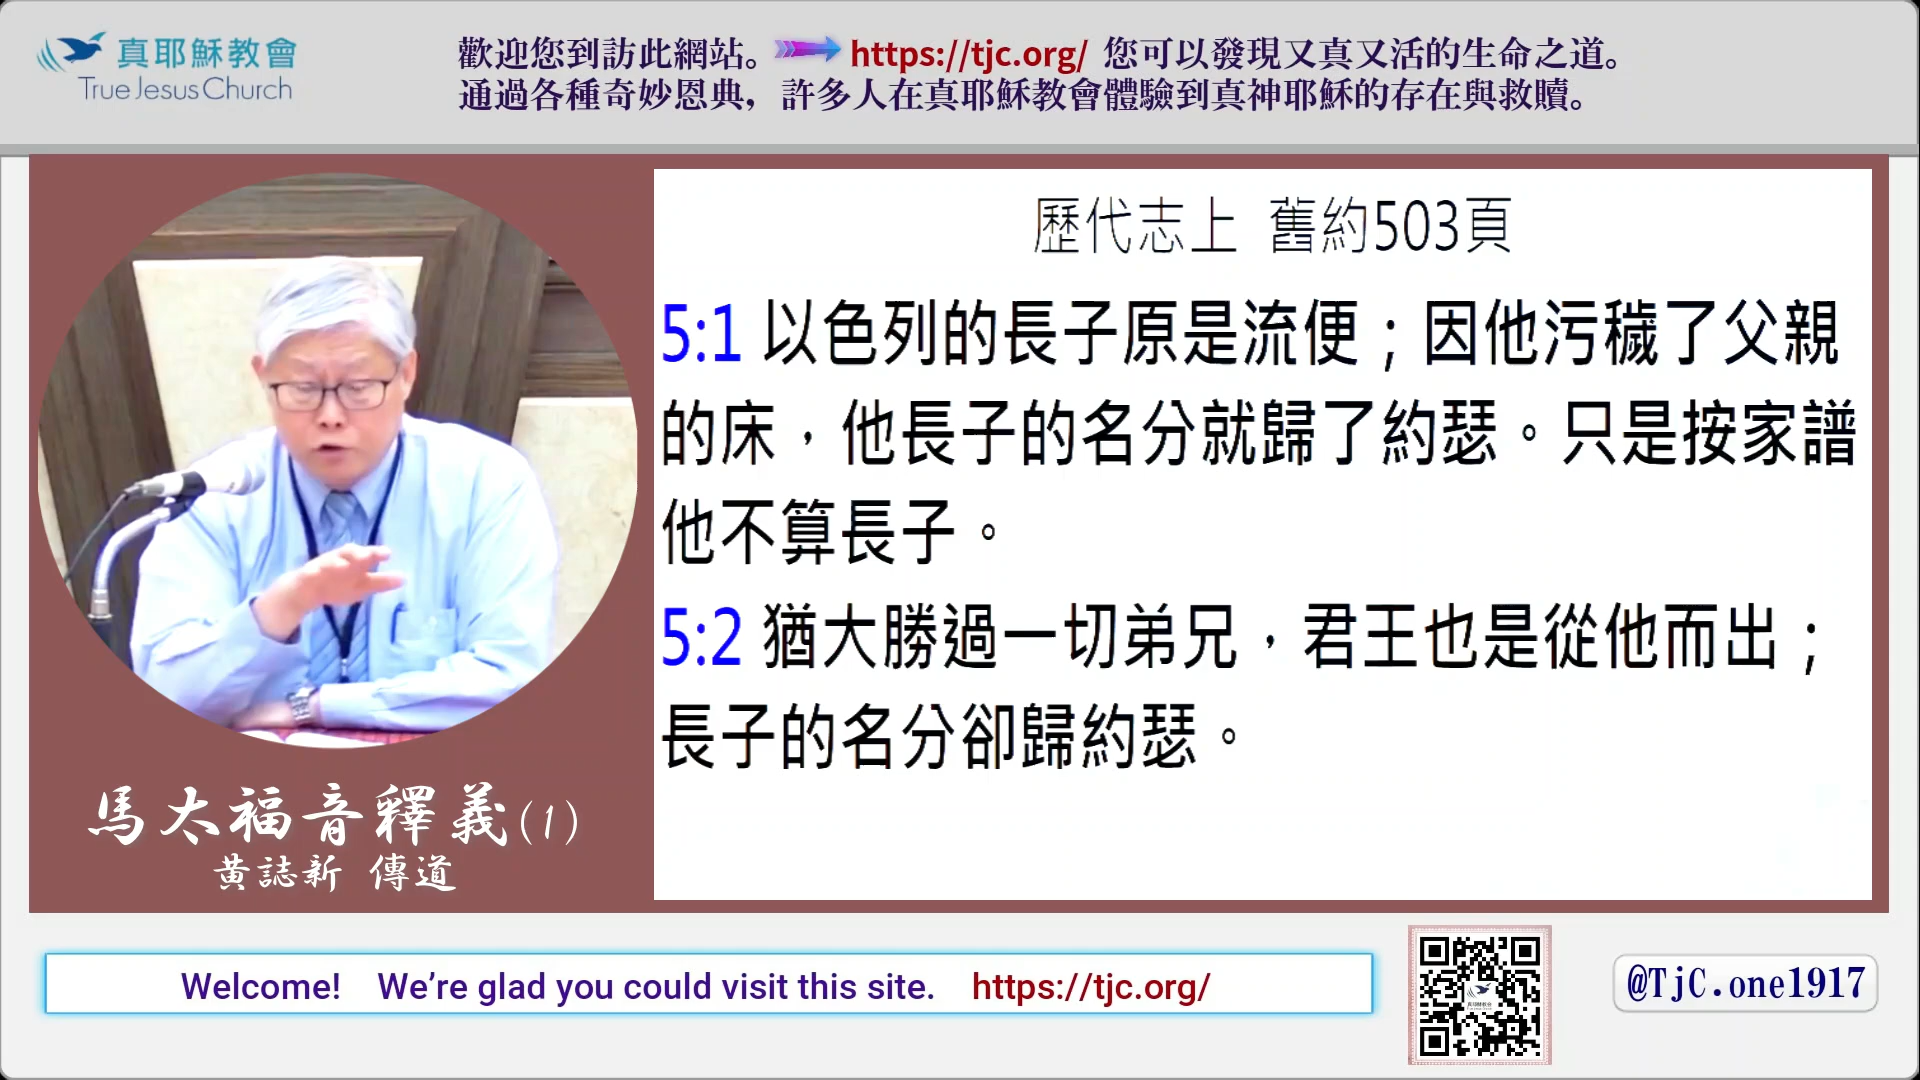 真耶穌教會
True Jesus Church
歡迎您到訪此網站。 https://tjc.org/ 您可以發現又真又活的生命之道。
通過各種奇妙恩典，許多人在真耶穌教會體驗到真神耶穌的存在與救贖。
歷代志上 舊約503頁
5:1 以色列的長子原是流便；因他污穢了父親
的床，他長子的名分就歸了約瑟。只是按家譜
他不算長子。
5:2 猶大勝過一切弟兄，君王也是從他而出；
長子的名分卻歸約瑟。
馬太福音釋義(1)
黃誌新 傳道
Welcome! We’re glad you could visit this site. https://tjc.org/
@TjC.one1917